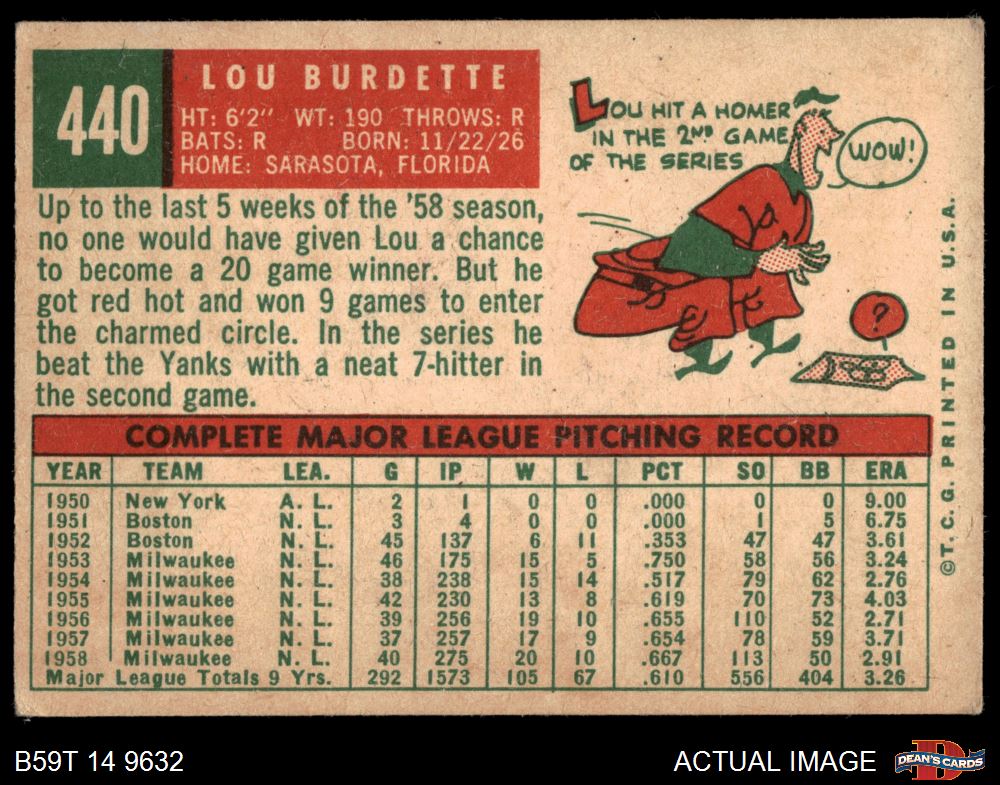 440
LOU BURDETTE
HT: 6'2" WT: 190 THROWS: R
BATS: R BORN: 11/22/26
HOME: SARASOTA, FLORIDA
LOU HIT A HOMER
IN THE 2ND GAME
OF THE SERIES
WOW!
?
Up to the last 5 weeks of the '58 season,
no one would have given Lou a chance
to become a 20 game winner. But he
got red hot and won 9 games to enter
the charmed circle. In the series he
beat the Yanks with a neat 7-hitter in
the second game.
COMPLETE MAJOR LEAGUE PITCHING RECORD
YEAR TEAM LEA. G IP W L PCT SO BB ERA
1950 New York A. L. 2 1 0 0 .000 0 0 9.00
1951 Boston N. L. 3 4 0 0 .000 1 5 6.75
1952 Boston N. L. 45 137 6 11 .353 47 47 3.61
1953 Milwaukee N. L. 46 175 15 5 .750 58 56 3.24
1954 Milwaukee N. L. 38 238 15 14 .517 79 62 2.76
1955 Milwaukee N. L. 42 230 13 8 .619 70 73 4.03
1956 Milwaukee N. L. 39 256 19 10 .655 110 52 2.71
1957 Milwaukee N. L. 37 257 17 9 .654 78 59 3.71
1958 Milwaukee N. L. 40 275 20 10 .667 113 50 2.91
Major League Totals 9 Yrs. 292 1573 105 67 .610 556 404 3.26
© T. C. G. PRINTED IN U.S.A.
B59T 14 9632
ACTUAL IMAGE
D
DEAN'S CARDS